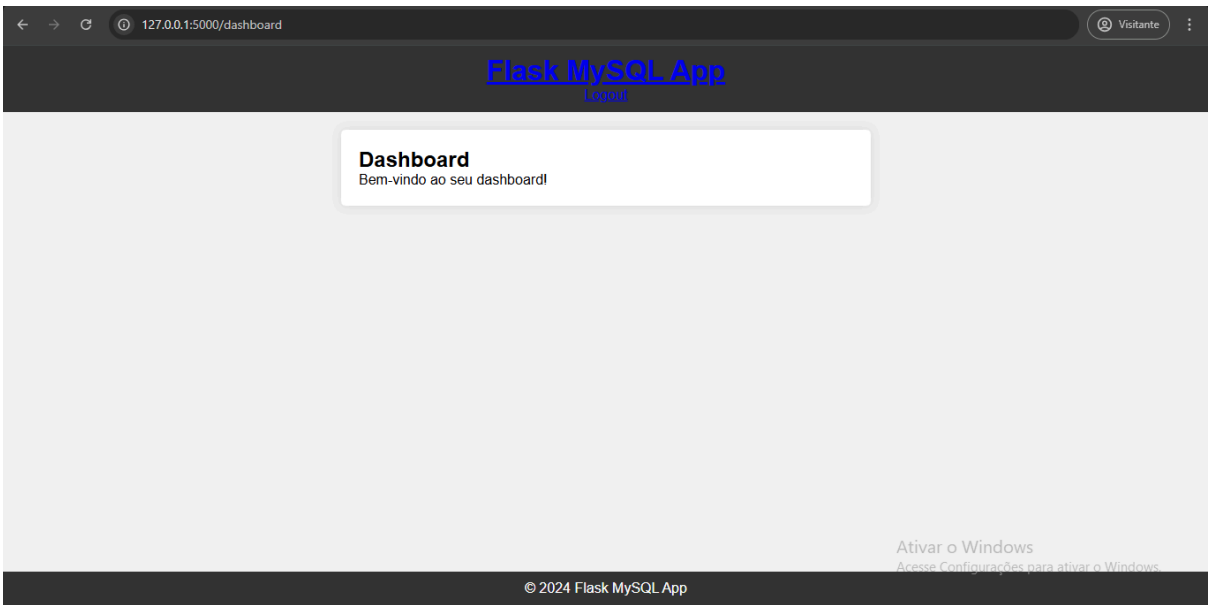 127.0.0.1:5000/dashboard
Visitante
Flask MySQL App
Logout
Dashboard
Bem-vindo ao seu dashboard!
Ativar o Windows
Acesse Configurações para ativar o Windows.
© 2024 Flask MySQL App